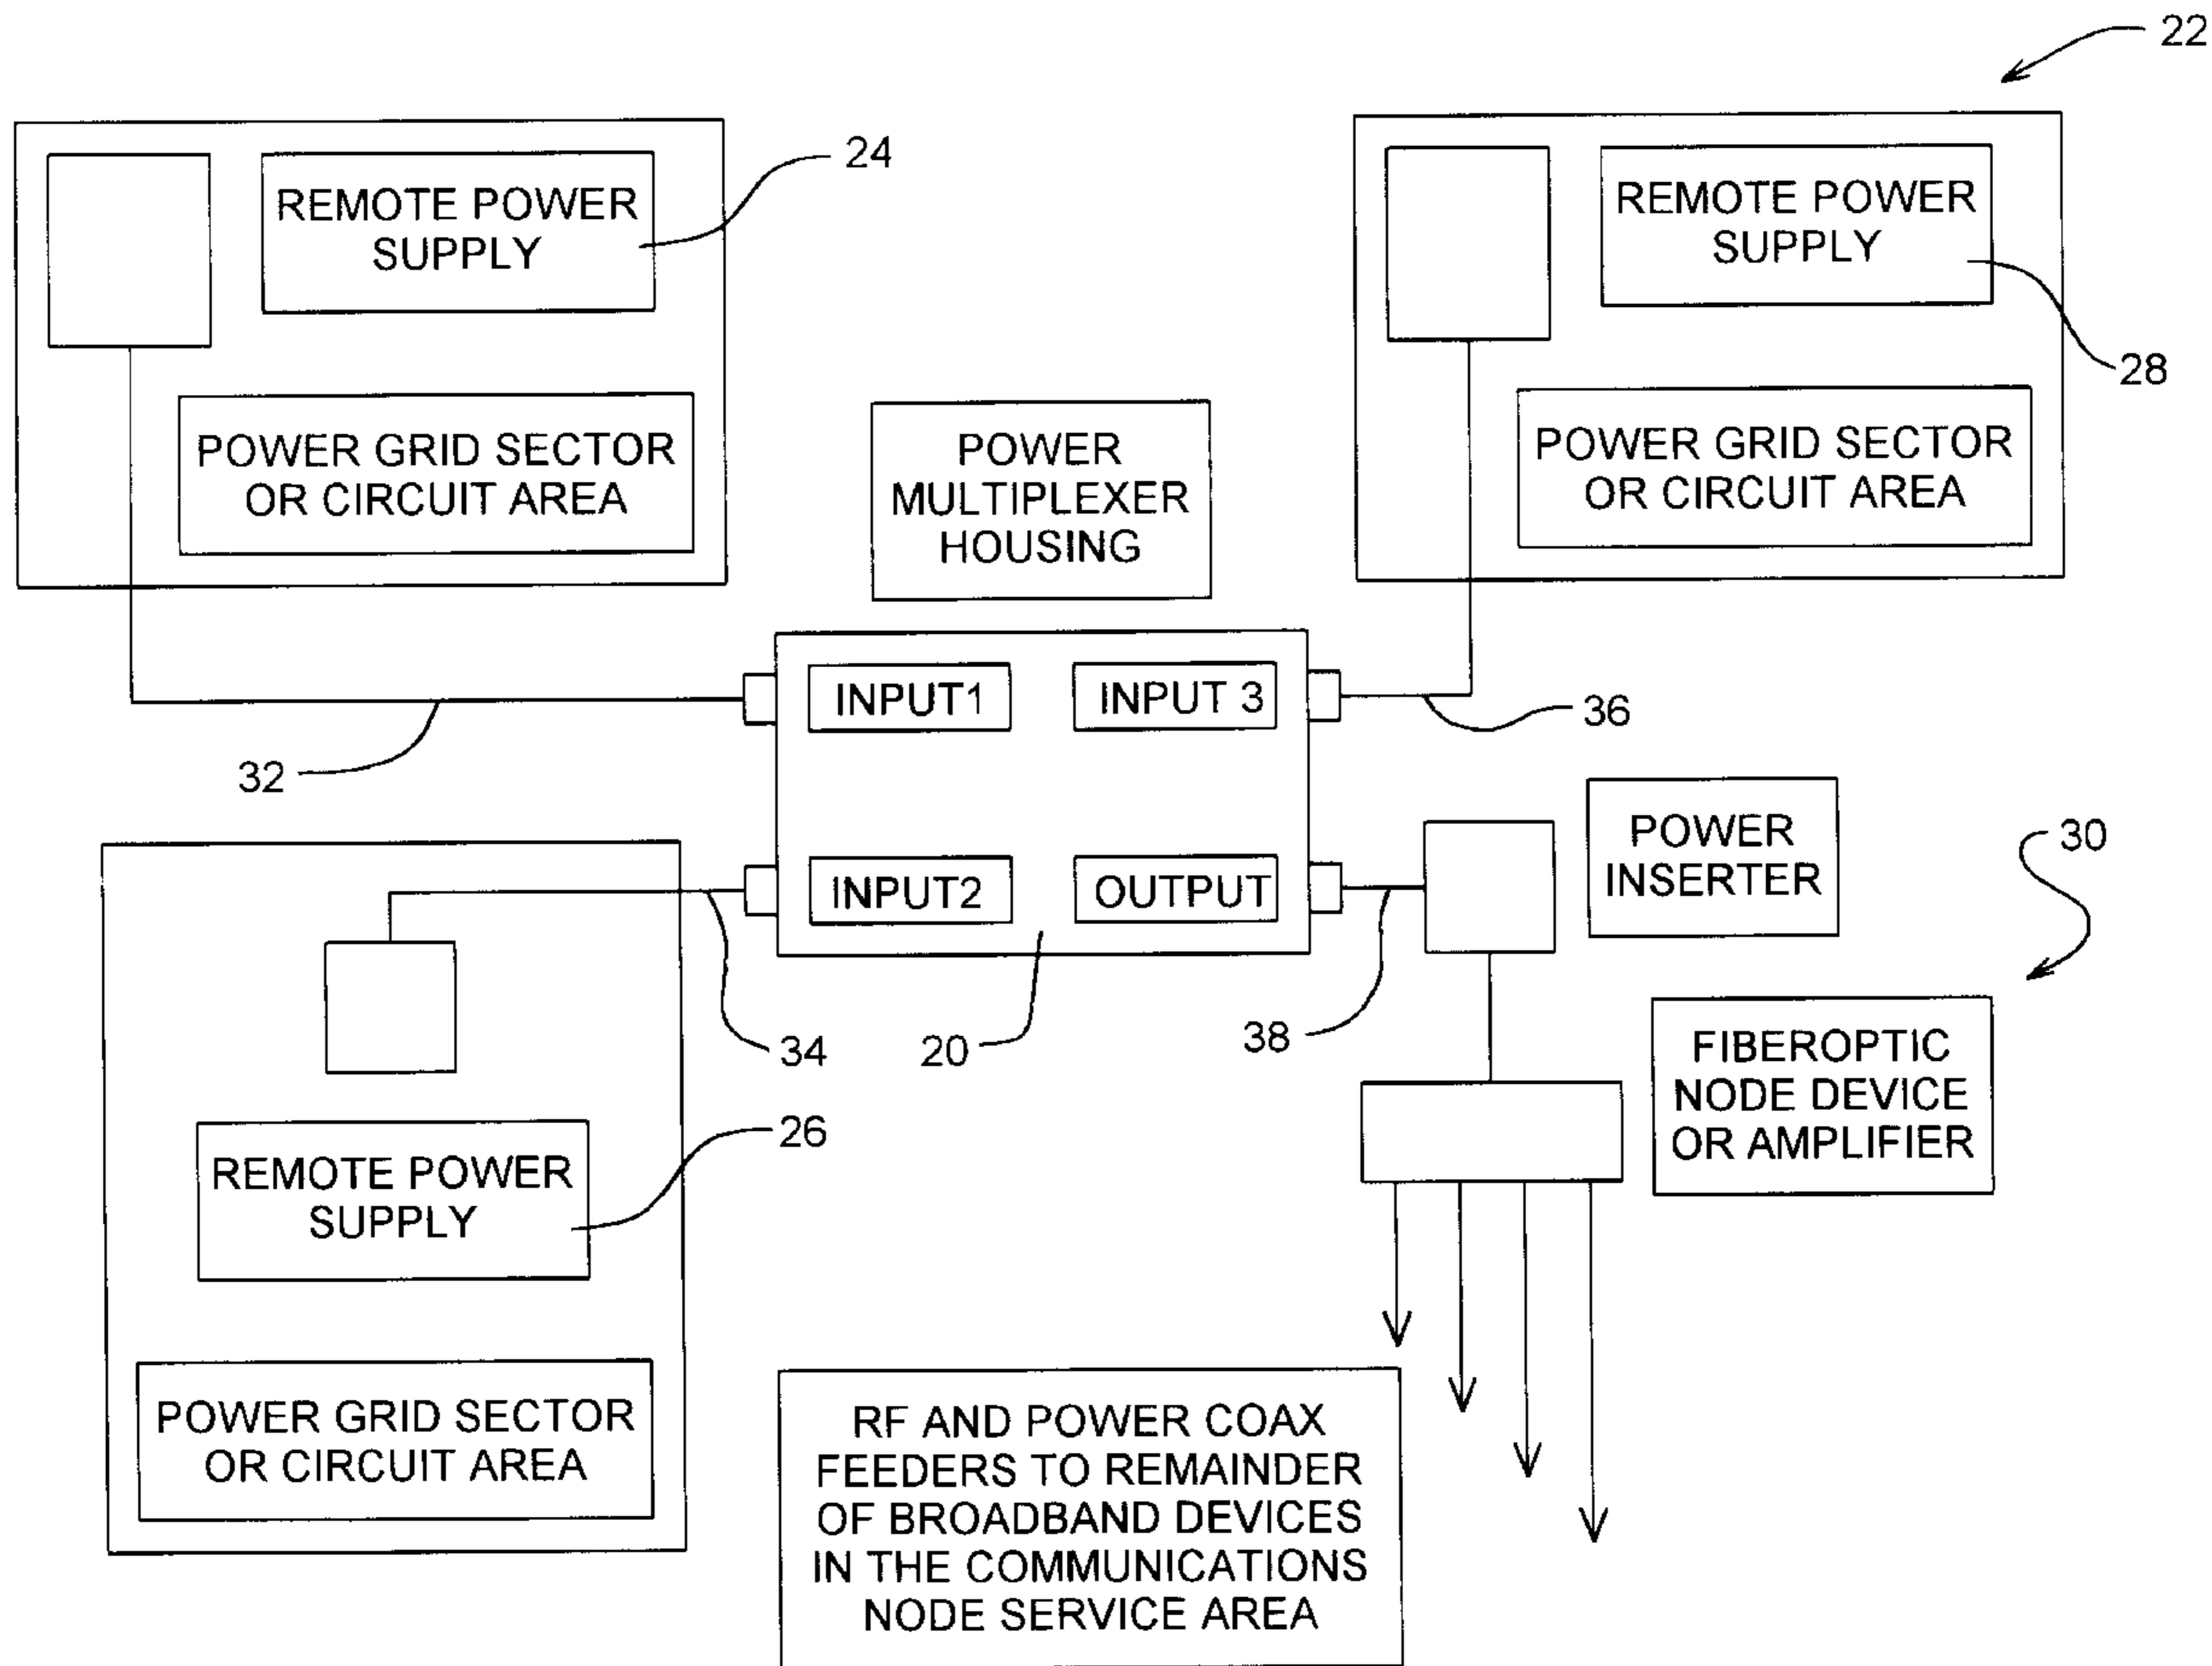 22
24
REMOTE POWER
SUPPLY
POWER GRID SECTOR
OR CIRCUIT AREA
REMOTE POWER
SUPPLY
28
POWER GRID SECTOR
OR CIRCUIT AREA
POWER
MULTIPLEXER
HOUSING
INPUT1
INPUT 3
32
36
INPUT2
OUTPUT
POWER
INSERTER
30
34
20
38
FIBEROPTIC
NODE DEVICE
OR AMPLIFIER
26
REMOTE POWER
SUPPLY
POWER GRID SECTOR
OR CIRCUIT AREA
RF AND POWER COAX
FEEDERS TO REMAINDER
OF BROADBAND DEVICES
IN THE COMMUNICATIONS
NODE SERVICE AREA